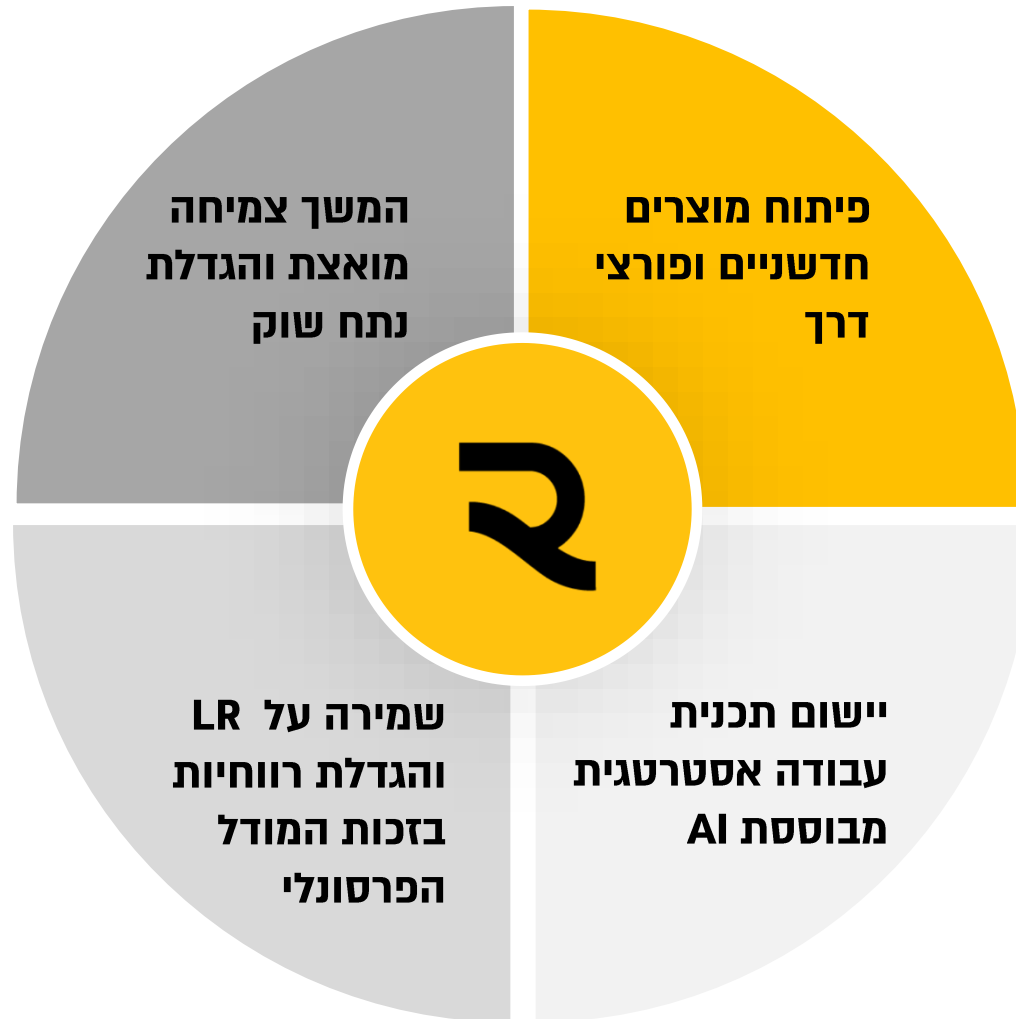 פיתוח מוצרים
חדשניים ופורצי
דרך
המשך צמיחה
מואצת והגדלת
נתח שוק
יישום תכנית
עבודה אסטרטגית
מבוססת AI
שמירה על  LR
והגדלת רווחיות
בזכות המודל
הפרסונלי